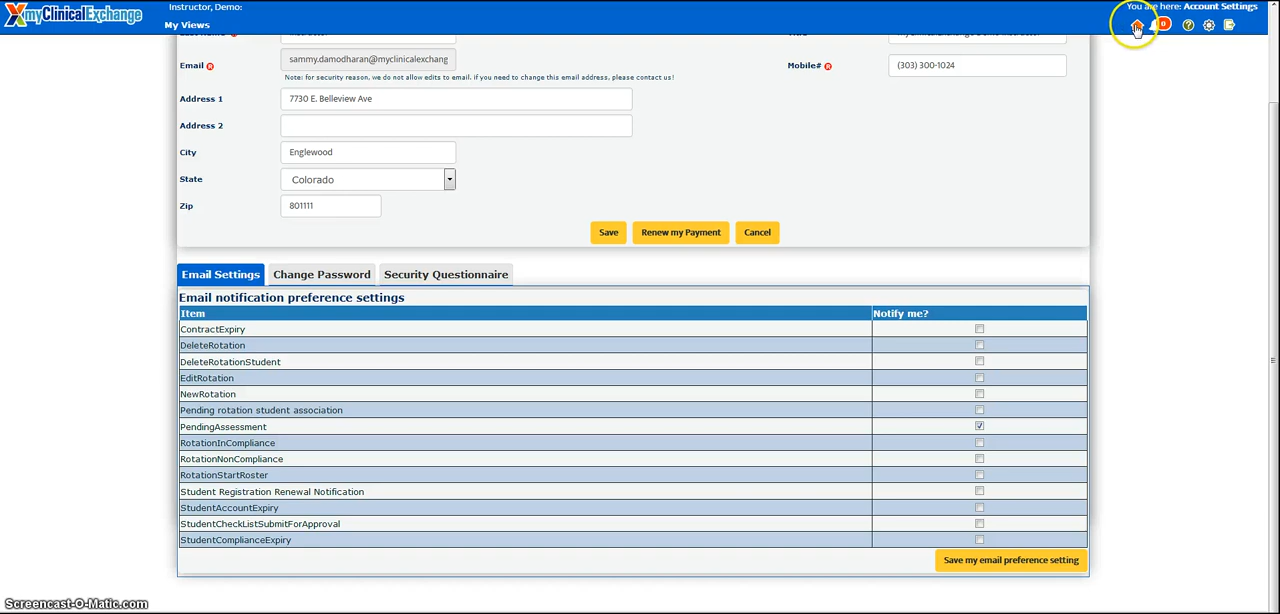 myClinicalExchange
Instructor, Demo:
You are here: Account Settings
My Views
0
Email
sammy.damodharan@myclinicalexchang
Mobile#
(303) 300-1024
Note: for security reason, we do not allow edits to email, if you need to change this email address, please contact us!
Address 1
7730 E. Belleview Ave
Address 2
City
Englewood
State
Colorado
Zip
801111
Save
Renew my Payment
Cancel
Email Settings
Change Password
Security Questionnaire
Email notification preference settings
Item
Notify me?
ContractExpiry
DeleteRotation
DeleteRotationStudent
EditRotation
NewRotation
Pending rotation student association
PendingAssessment
RotationInCompliance
RotationNonCompliance
RotationStartRoster
Student Registration Renewal Notification
StudentAccountExpiry
StudentCheckListSubmitForApproval
StudentComplianceExpiry
Save my email preference setting
Screencast-O-Matic.com